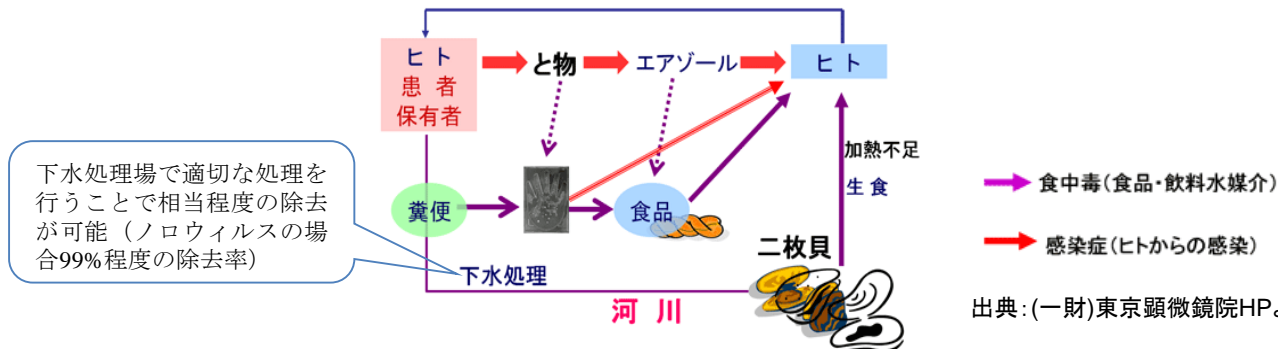 ヒト
患者
保有者
と物
エアゾール
ヒト
加熱不足
生食
下水処理場で適切な処理を
行うことで相当程度の除去
が可能（ノロウィルスの場
合99%程度の除去率）
糞便
食品
二枚貝
下水処理
河川
食中毒（食品・飲料水媒介）
感染症（ヒトからの感染）
出典：(一財)東京顕微鏡院HP